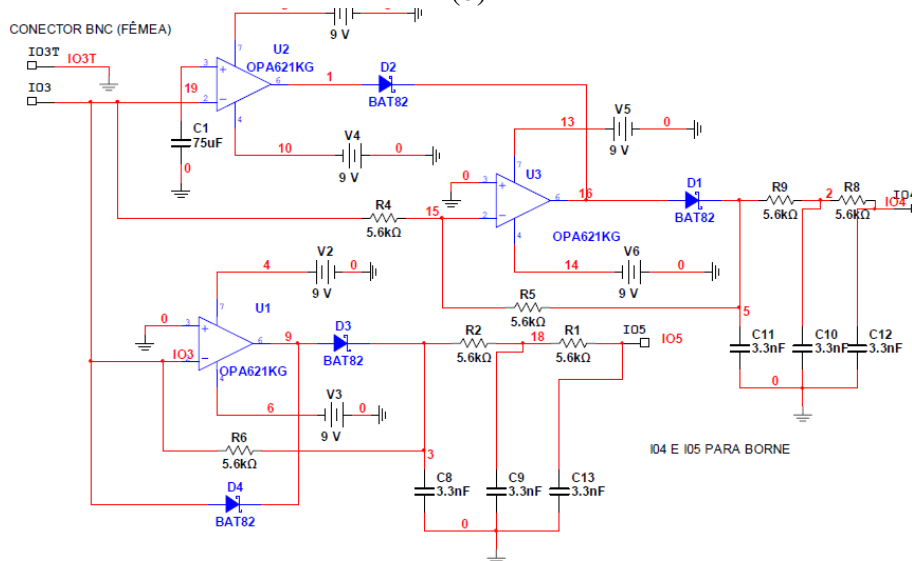 9 V
CONECTOR BNC (FÊMEA)
IO3T
IO3T
IO3
7
U2
OPA621KG
3
19
2
6
1
D2
BAT82
4
C1
75uF
0
10
V4
0
9 V
13
V5
0
9 V
7
U3
0
3
6
16
D1
BAT82
R9
5.6kΩ
2
R8
5.6kΩ
IO4
R4
5.6kΩ
15
2
OPA621KG
4
14
V6
0
9 V
4
V2
0
9 V
R5
5.6kΩ
5
7
U1
0
3
6
9
D3
BAT82
R2
5.6kΩ
18
R1
5.6kΩ
IO5
IO5
IO3
OPA621KG
C11
3.3nF
C10
3.3nF
C12
3.3nF
6
V3
0
9 V
0
R6
5.6kΩ
3
I04 E I05 PARA BORNE
D4
BAT82
C8
3.3nF
C9
3.3nF
C13
3.3nF
0